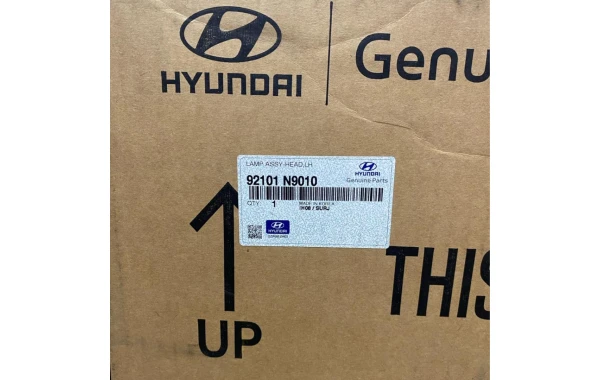 HYUNDAI
Genu
LAMP ASSY-HEAD,LH
HYUNDAI
Genuine Parts
92101 N9010
QTY 1
MADE IN KOREA
HYUNDAI
UP
THIS